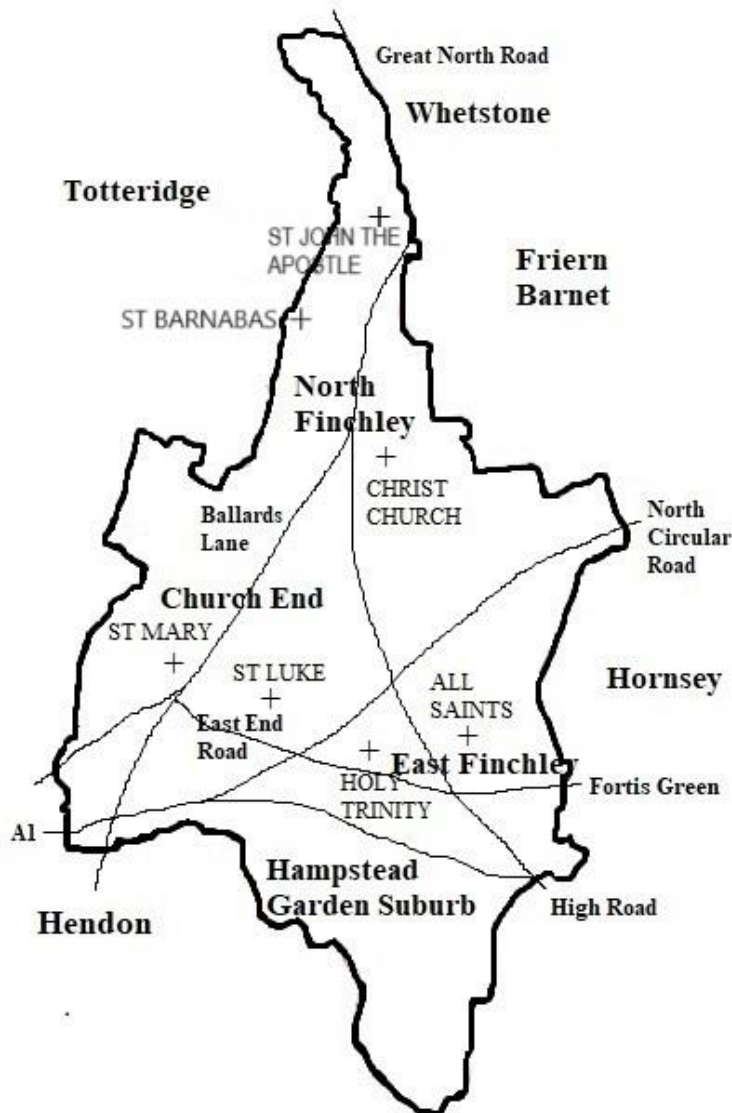 Great North Road
Whetstone
Totteridge
ST JOHN THE
APOSTLE
Friern
Barnet
ST BARNABAS
North
Finchley
CHRIST
CHURCH
Ballards
Lane
North
Circular
Road
Church End
ST MARY
ST LUKE
ALL
SAINTS
Hornsey
East End
Road
East Finchley
HOLY
TRINITY
Fortis Green
A1
Hampstead
Garden Suburb
High Road
Hendon